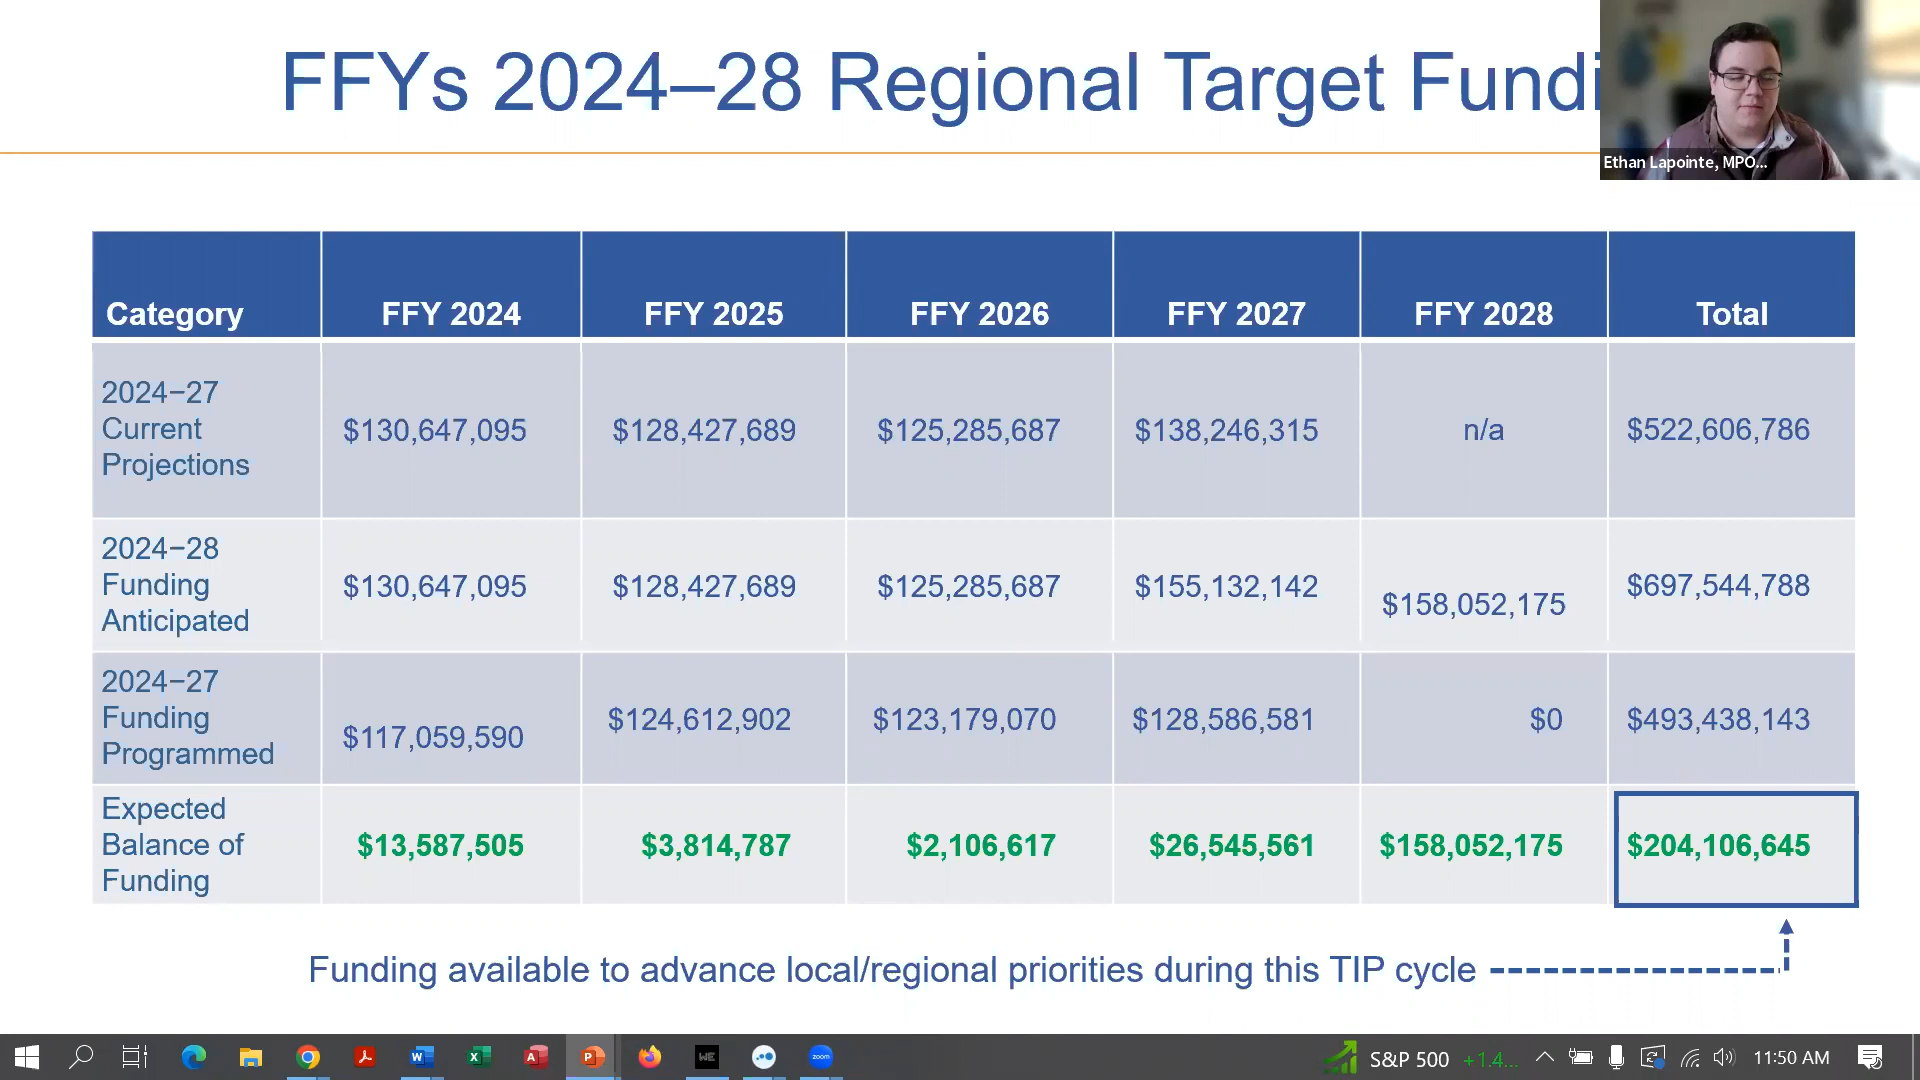 FFYs 2024–28 Regional Target Fundi
Ethan Lapointe, MPO...
Category FFY 2024 FFY 2025 FFY 2026 FFY 2027 FFY 2028 Total
2024–27
Current
Projections
$130,647,095 $128,427,689 $125,285,687 $138,246,315 n/a $522,606,786
2024–28
Funding
Anticipated
$130,647,095 $128,427,689 $125,285,687 $155,132,142 $158,052,175 $697,544,788
2024–27
Funding
Programmed
$117,059,590 $124,612,902 $123,179,070 $128,586,581 $0 $493,438,143
Expected
Balance of
Funding
$13,587,505 $3,814,787 $2,106,617 $26,545,561 $158,052,175 $204,106,645
Funding available to advance local/regional priorities during this TIP cycle
W X A P WE zoom S&P 500 +1.4... 11:50 AM